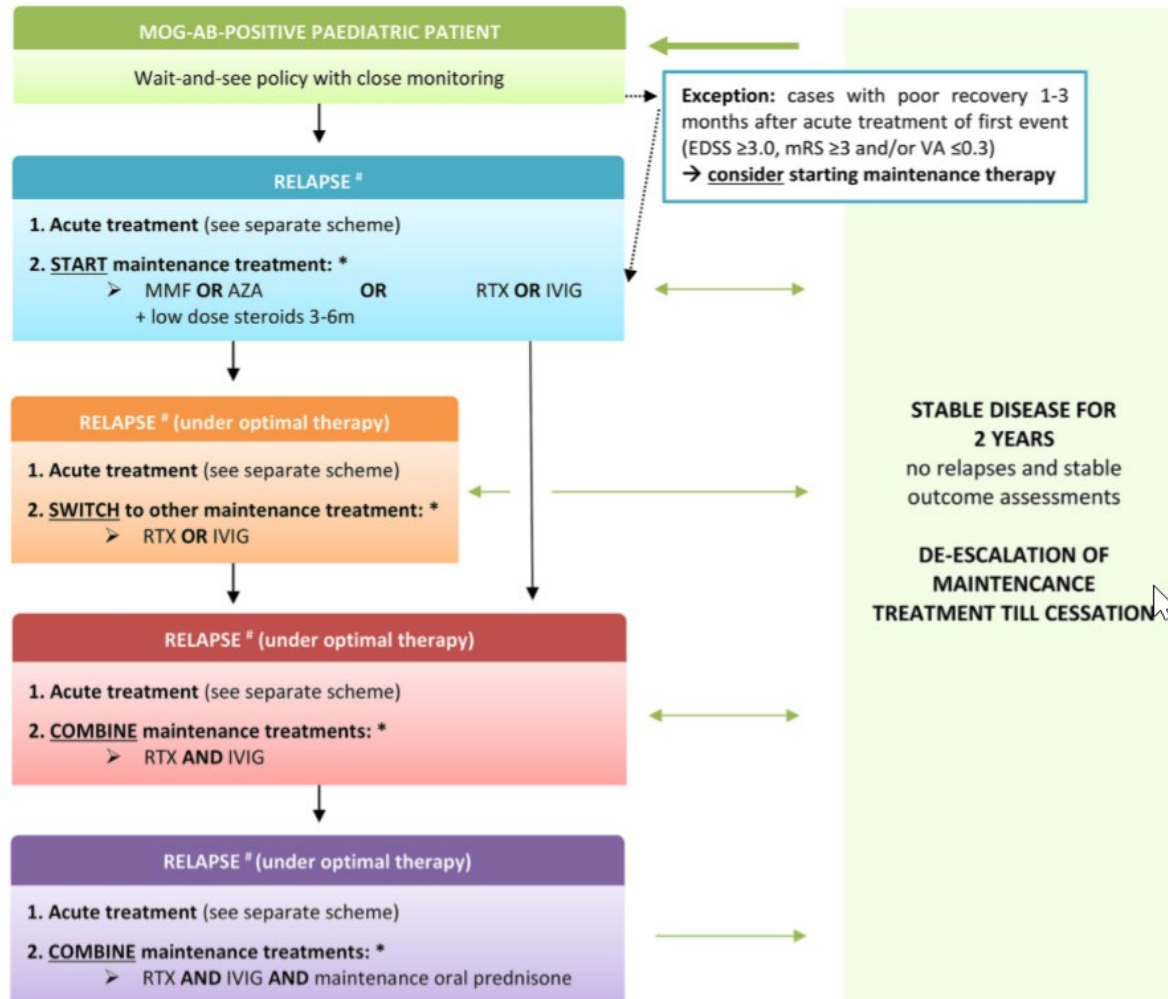 MOG-AB-POSITIVE PAEDIATRIC PATIENT
Wait-and-see policy with close monitoring
Exception: cases with poor recovery 1-3
months after acute treatment of first event
(EDSS ≥3.0, mRS ≥3 and/or VA ≤0.3)
→ consider starting maintenance therapy
RELAPSE #
1. Acute treatment (see separate scheme)
2. START maintenance treatment: *
➢ MMF OR AZA OR RTX OR IVIG
+ low dose steroids 3-6m
RELAPSE # (under optimal therapy)
1. Acute treatment (see separate scheme)
2. SWITCH to other maintenance treatment: *
➢ RTX OR IVIG
RELAPSE # (under optimal therapy)
1. Acute treatment (see separate scheme)
2. COMBINE maintenance treatments: *
➢ RTX AND IVIG
RELAPSE # (under optimal therapy)
1. Acute treatment (see separate scheme)
2. COMBINE maintenance treatments: *
➢ RTX AND IVIG AND maintenance oral prednisone
STABLE DISEASE FOR
2 YEARS
no relapses and stable
outcome assessments
DE-ESCALATION OF
MAINTENCANCE
TREATMENT TILL CESSATION